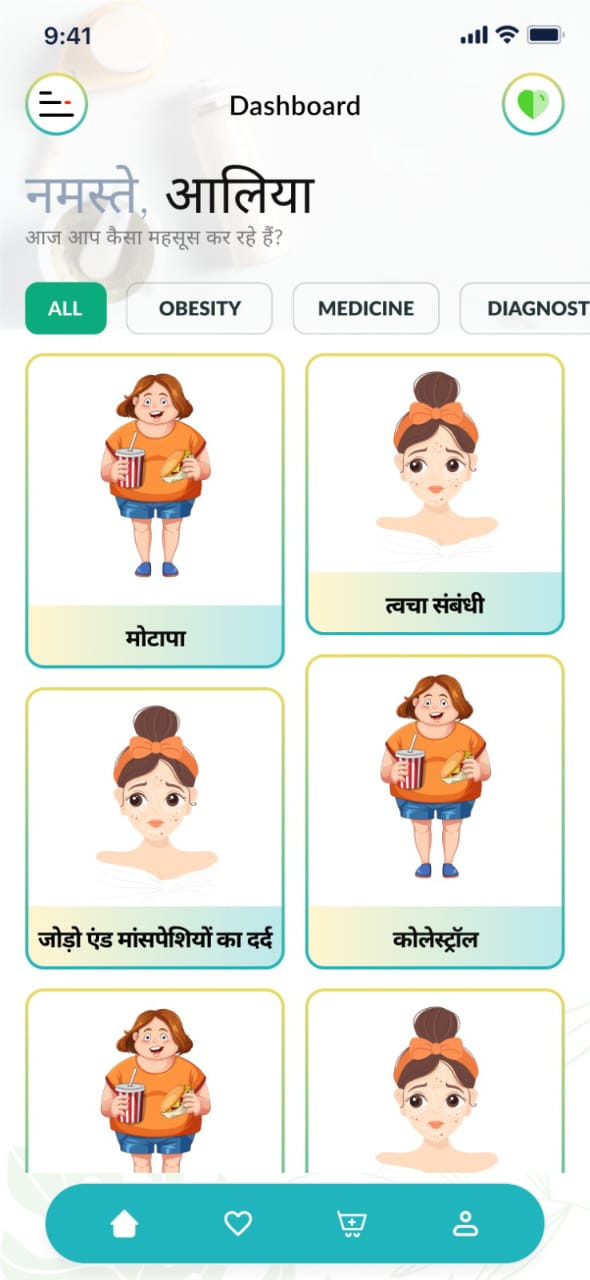 9:41
Dashboard
नमस्ते, आलिया
आज आप कैसा महसूस कर रहे हैं?
ALL
OBESITY
MEDICINE
DIAGNOST
मोटापा
त्वचा संबंधी
जोड़ो एंड मांसपेशियों का दर्द
कोलेस्ट्रॉल